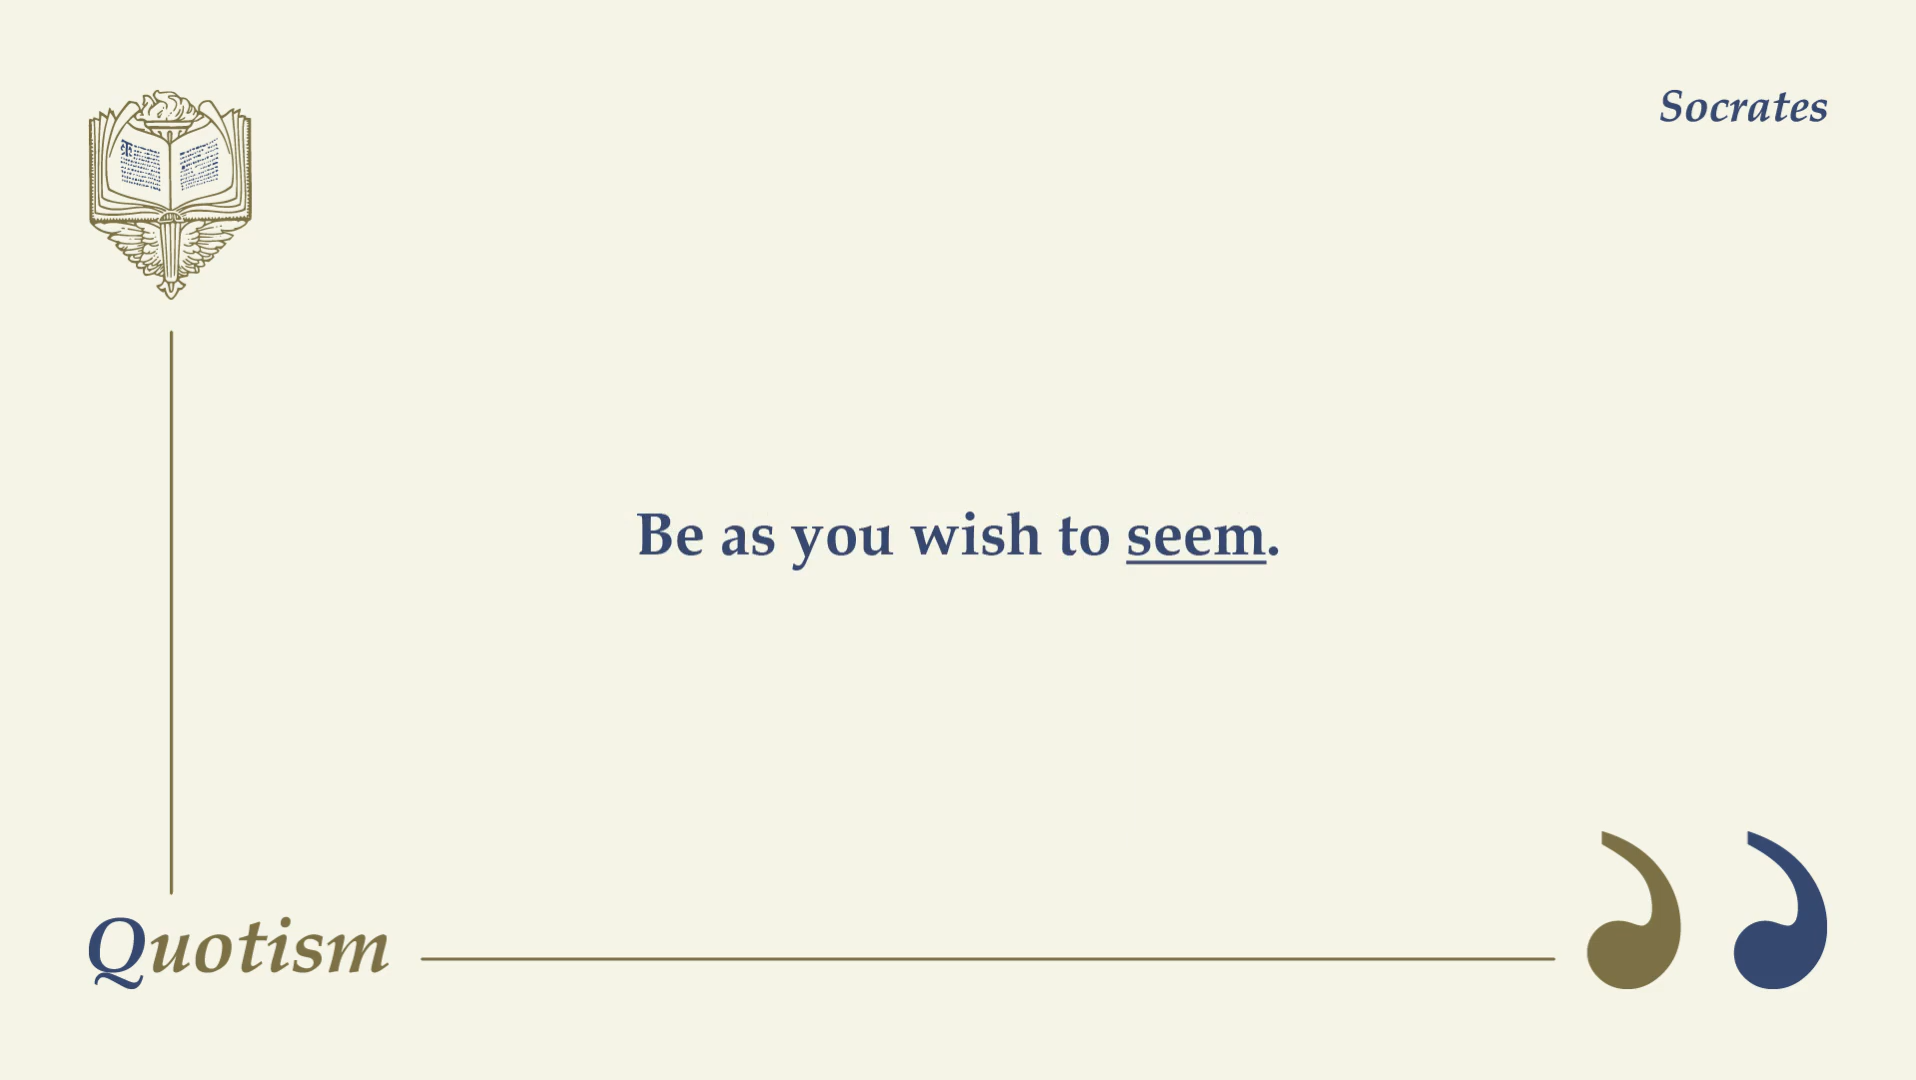 Socrates
Be as you wish to seem.
Quotism